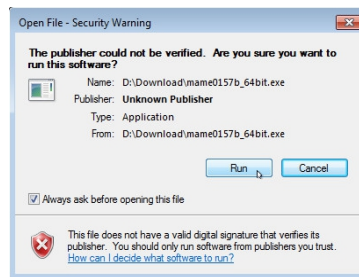 Open File - Security Warning
The publisher could not be verified. Are you sure you want to
run this software?
Name: D:\Download\mame0157b_64bit.exe
Publisher: Unknown Publisher
Type: Application
From: D:\Download\mame0157b_64bit.exe
Run Cancel
Always ask before opening this file
This file does not have a valid digital signature that verifies its
publisher. You should only run software from publishers you trust.
How can I decide what software to run?